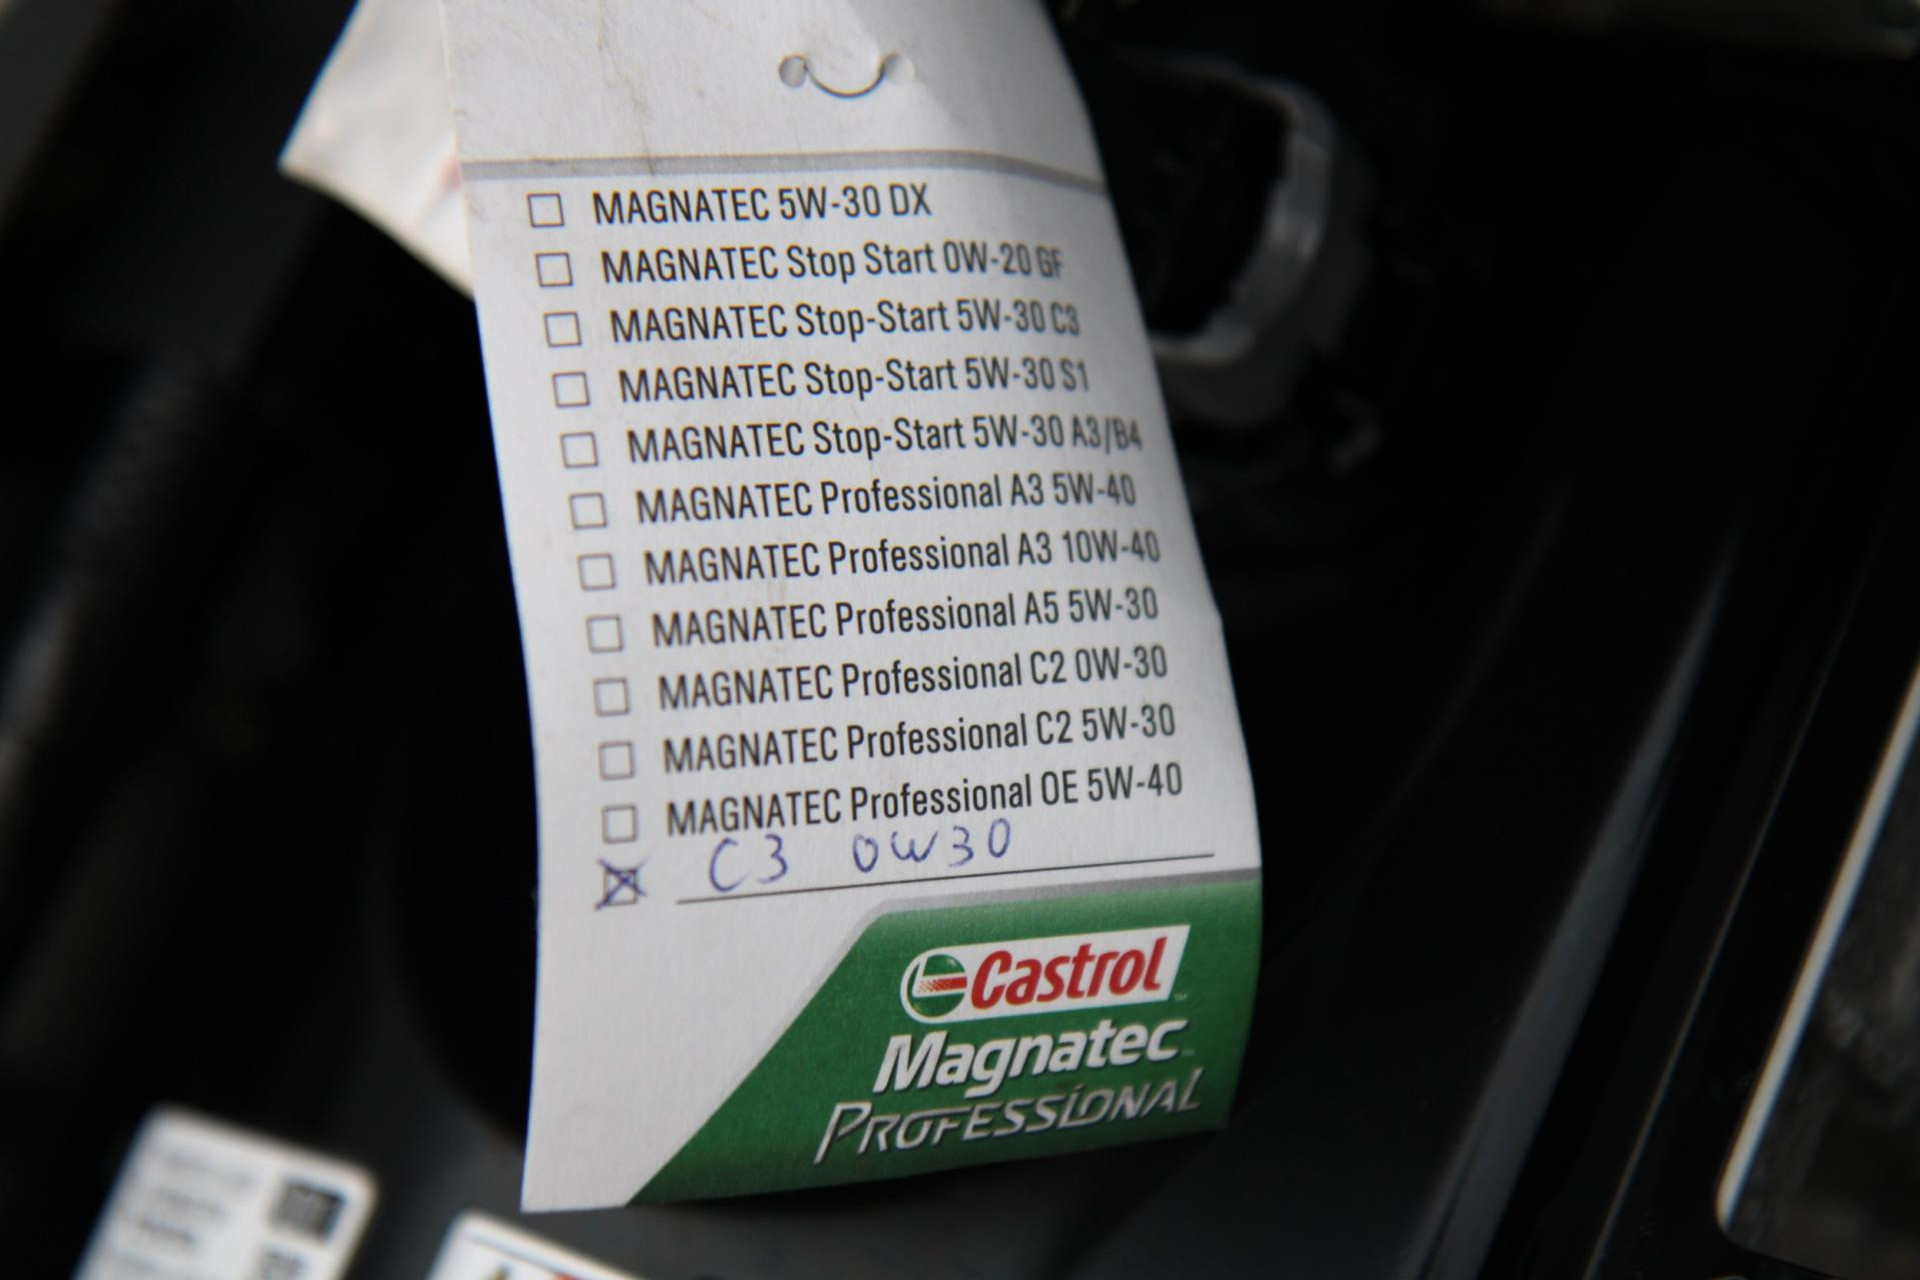 MAGNATEC 5W-30 DX
MAGNATEC Stop Start 0W-20 GF
MAGNATEC Stop-Start 5W-30 C3
MAGNATEC Stop-Start 5W-30 S1
MAGNATEC Stop-Start 5W-30 A3/B4
MAGNATEC Professional A3 5W-40
MAGNATEC Professional A3 10W-40
MAGNATEC Professional A5 5W-30
MAGNATEC Professional C2 0W-30
MAGNATEC Professional C2 5W-30
MAGNATEC Professional OE 5W-40
C3 0W30
Castrol
Magnatec
PROFESSIONAL